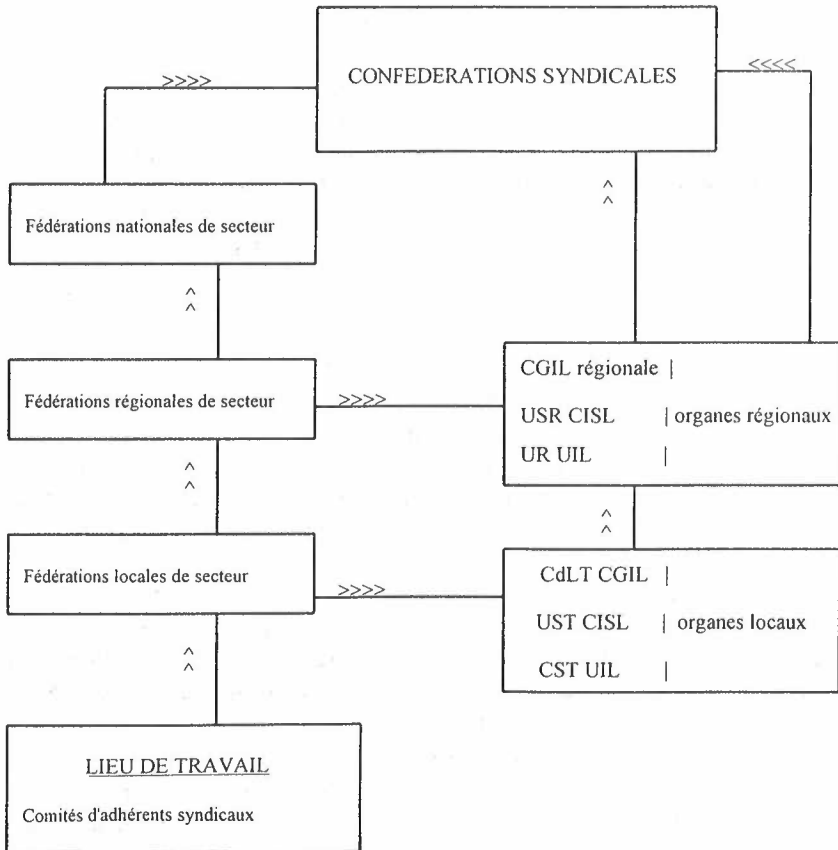 CONFEDERATIONS SYNDICALES
>>>>
<<<<
Fédérations nationales de secteur
^
^
^
^
Fédérations régionales de secteur
>>>>
CGIL régionale |
USR CISL | organes régionaux
UR UIL |
^
^
^
^
Fédérations locales de secteur
>>>>
CdLT CGIL |
UST CISL | organes locaux
CST UIL |
^
^
LIEU DE TRAVAIL
Comités d'adhérents syndicaux